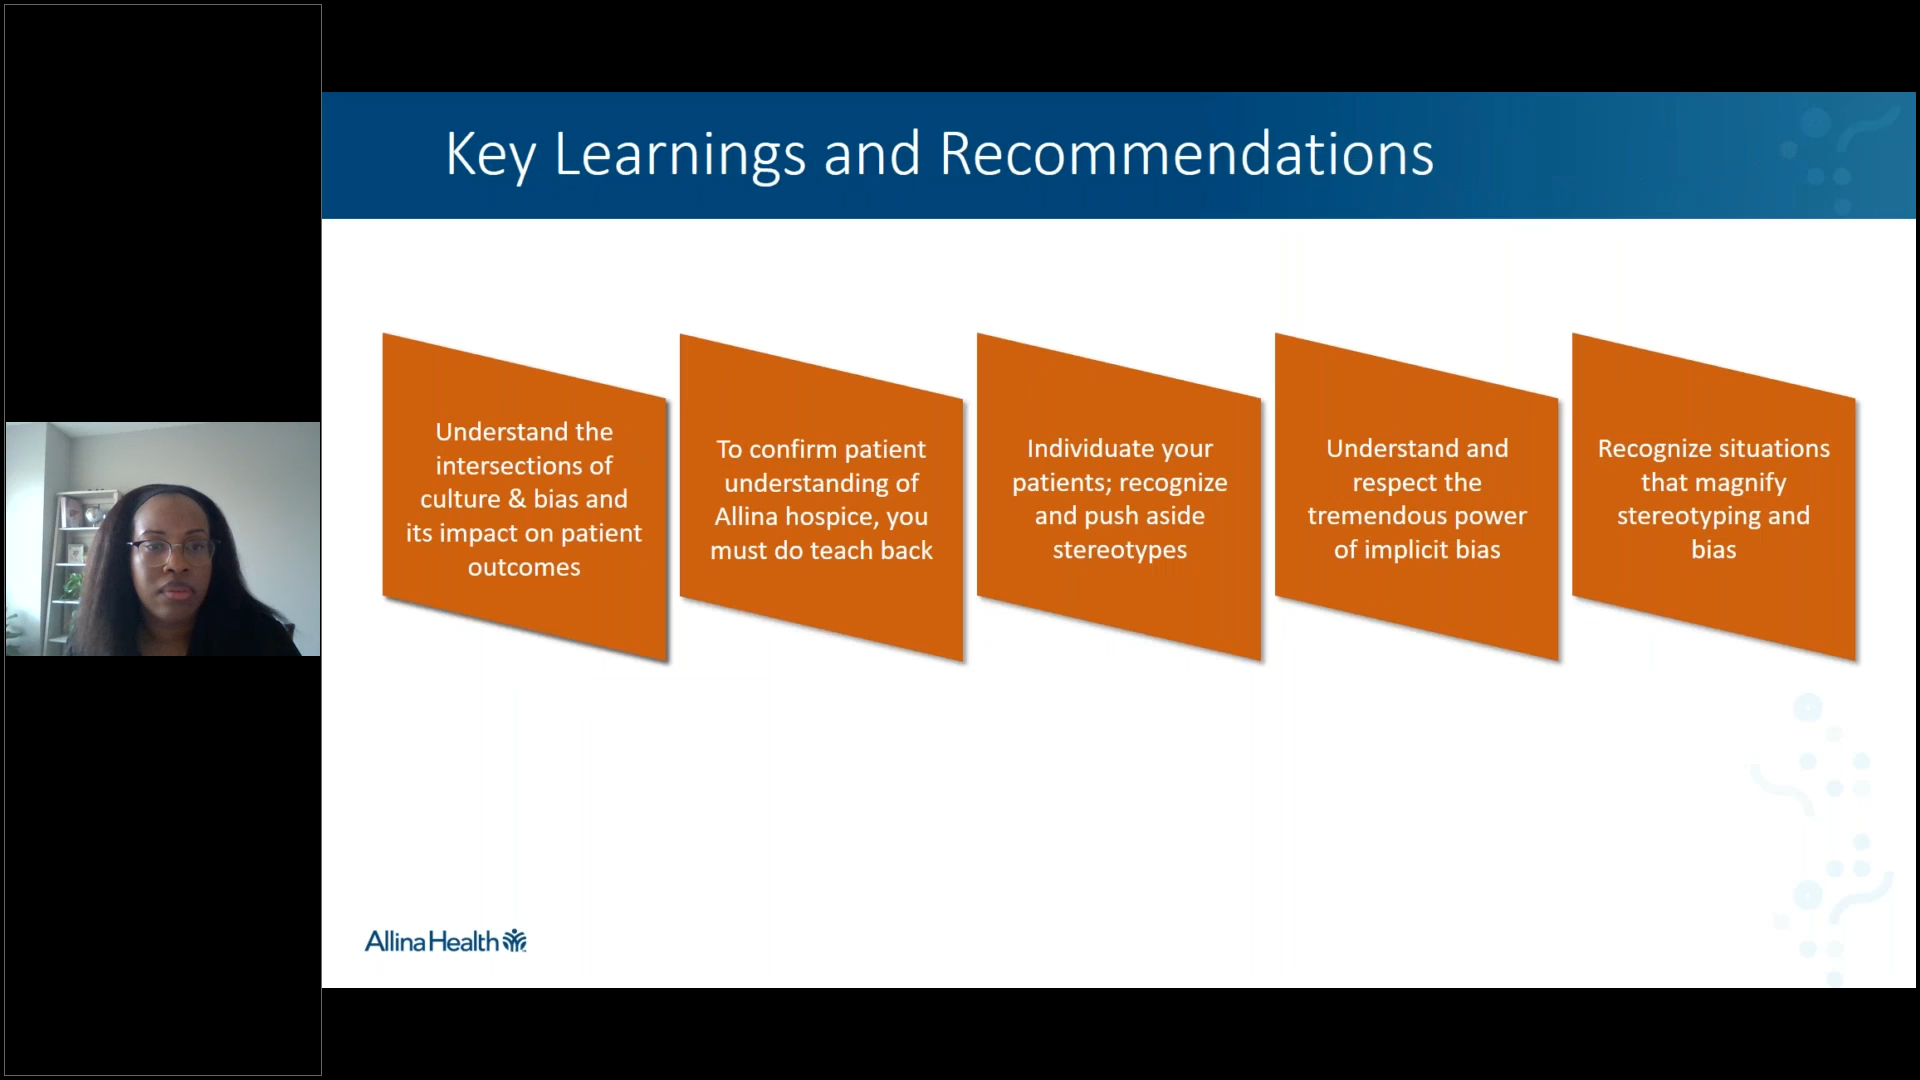 Key Learnings and Recommendations
Understand the
intersections of
culture & bias and
its impact on patient
outcomes
To confirm patient
understanding of
Allina hospice, you
must do teach back
Individuate your
patients; recognize
and push aside
stereotypes
Understand and
respect the
tremendous power
of implicit bias
Recognize situations
that magnify
stereotyping and
bias
Allina Health